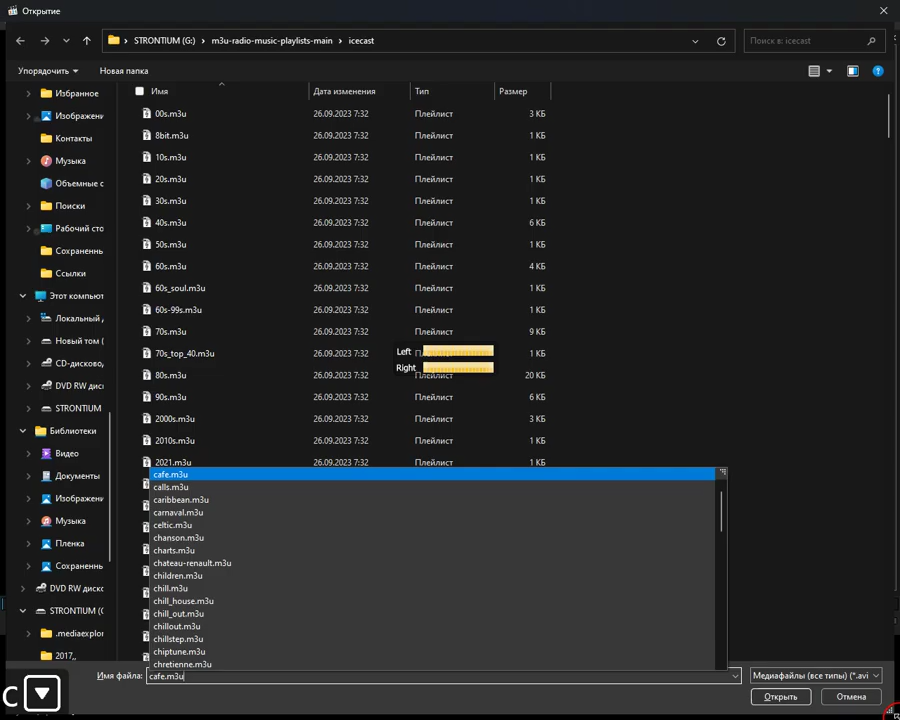 Открытие
STRONTIUM (G:) > m3u-radio-music-playlists-main > icecast
Поиск в: icecast
Упорядочить Новая папка
Имя Дата изменения Тип Размер
Избранное
Изображени
Контакты
Музыка
Объемные с
Поиски
Рабочий сто
Сохраненны
Ссылки
Этот компьют
Локальный д
Новый том (
CD-дисково,
DVD RW диск
STRONTIUM
Библиотеки
Видео
Документы
Изображени
Музыка
Пленка
Сохраненны
DVD RW диско
STRONTIUM (G
.mediaexplor
2017,,
00s.m3u 26.09.2023 7:32 Плейлист 3 КБ
8bit.m3u 26.09.2023 7:32 Плейлист 1 КБ
10s.m3u 26.09.2023 7:32 Плейлист 1 КБ
20s.m3u 26.09.2023 7:32 Плейлист 1 КБ
30s.m3u 26.09.2023 7:32 Плейлист 1 КБ
40s.m3u 26.09.2023 7:32 Плейлист 6 КБ
50s.m3u 26.09.2023 7:32 Плейлист 1 КБ
60s.m3u 26.09.2023 7:32 Плейлист 4 КБ
60s_soul.m3u 26.09.2023 7:32 Плейлист 1 КБ
60s-99s.m3u 26.09.2023 7:32 Плейлист 1 КБ
70s.m3u 26.09.2023 7:32 Плейлист 9 КБ
70s_top_40.m3u 26.09.2023 7:32 1 КБ
80s.m3u 26.09.2023 7:32 Плейлист 20 КБ
90s.m3u 26.09.2023 7:32 Плейлист 6 КБ
2000s.m3u 26.09.2023 7:32 Плейлист 3 КБ
2010s.m3u 26.09.2023 7:32 Плейлист 1 КБ
2021.m3u 26.09.2023 7:32 Плейлист 1 КБ
Left
Right
cafe.m3u
calls.m3u
caribbean.m3u
carnaval.m3u
celtic.m3u
chanson.m3u
charts.m3u
chateau-renault.m3u
children.m3u
chill.m3u
chill_house.m3u
chill_out.m3u
chillout.m3u
chillstep.m3u
chiptune.m3u
chretienne.m3u
Имя файла: cafe.m3u Медиафайлы (все типы) (*.avi
Открыть Отмена
C